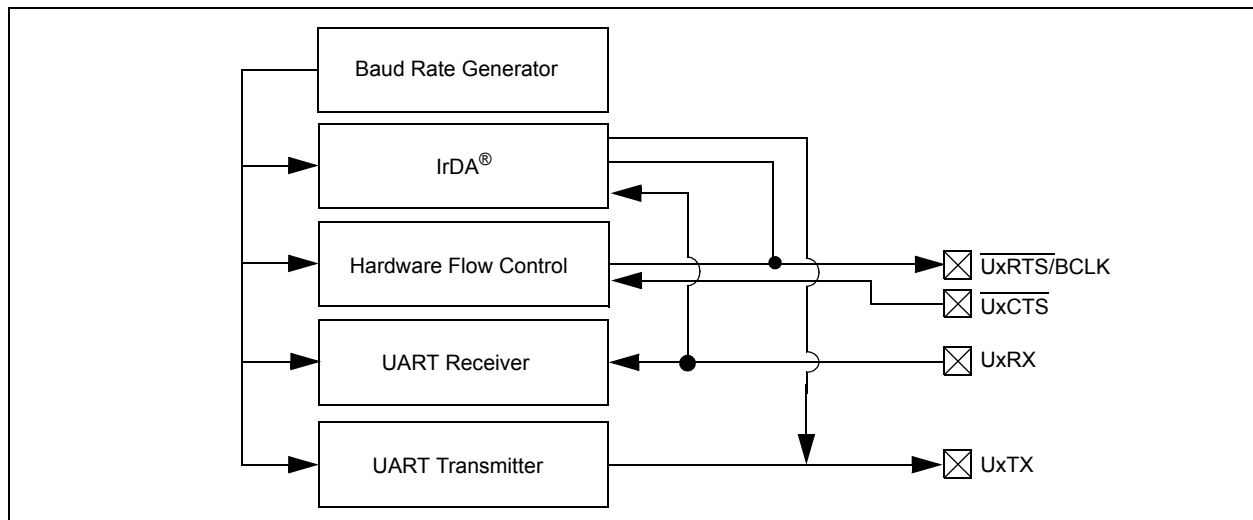 Baud Rate Generator
IrDA®
Hardware Flow Control
UxRTS/BCLK
UxCTS
UART Receiver
UxRX
UART Transmitter
UxTX